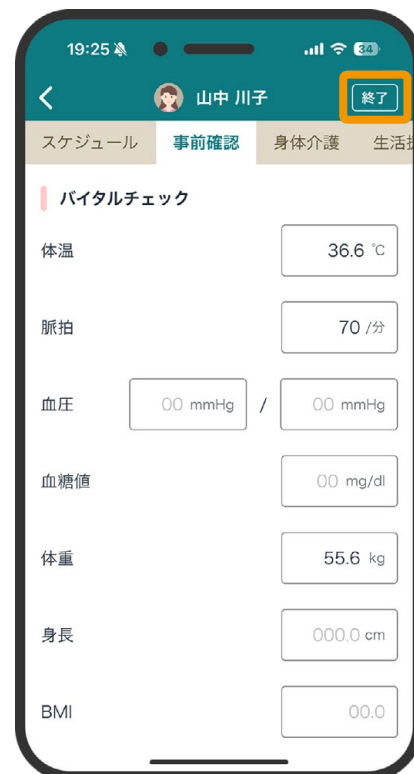 19:25 34
山中 川子 終了
スケジュール 事前確認 身体介護 生活
バイタルチェック
体温 36.6 ℃
脈拍 70 /分
血圧 00 mmHg / 00 mmHg
血糖値 00 mg/dl
体重 55.6 kg
身長 000.0 cm
BMI 00.0